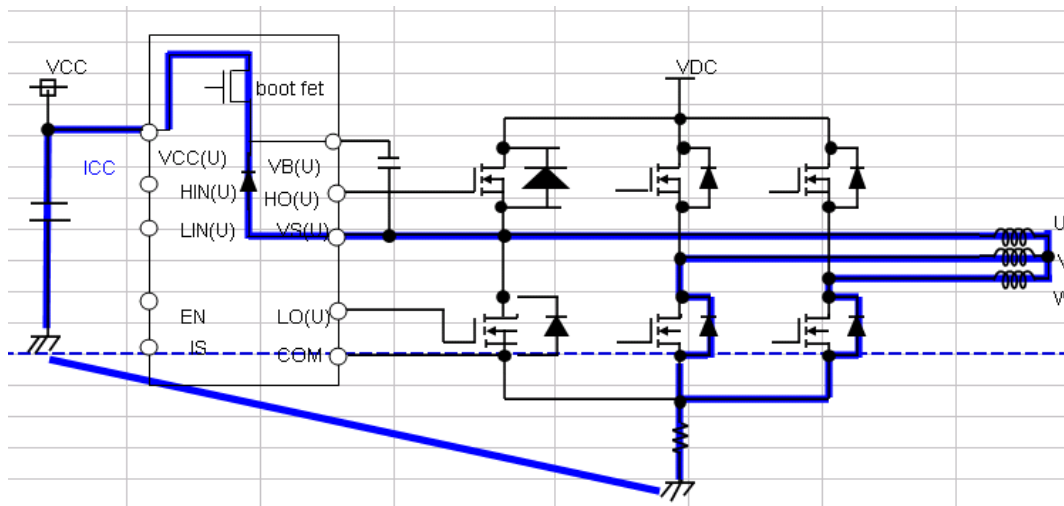 VCC
VDC
boot fet
ICC
VCC(U)
VB(U)
HIN(U)
HO(U)
LIN(U)
VS(U)
U
V
W
EN
LO(U)
IS
COM